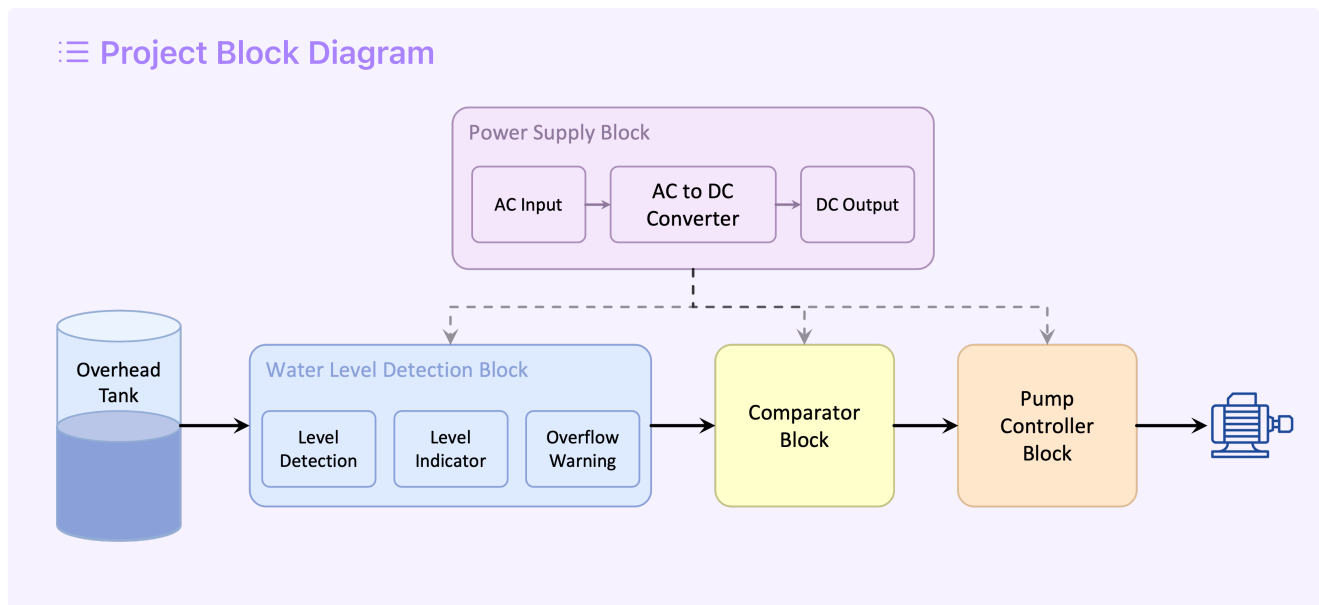 Project Block Diagram
Power Supply Block
AC Input
AC to DC
Converter
DC Output
Overhead
Tank
Water Level Detection Block
Level
Detection
Level
Indicator
Overflow
Warning
Comparator
Block
Pump
Controller
Block